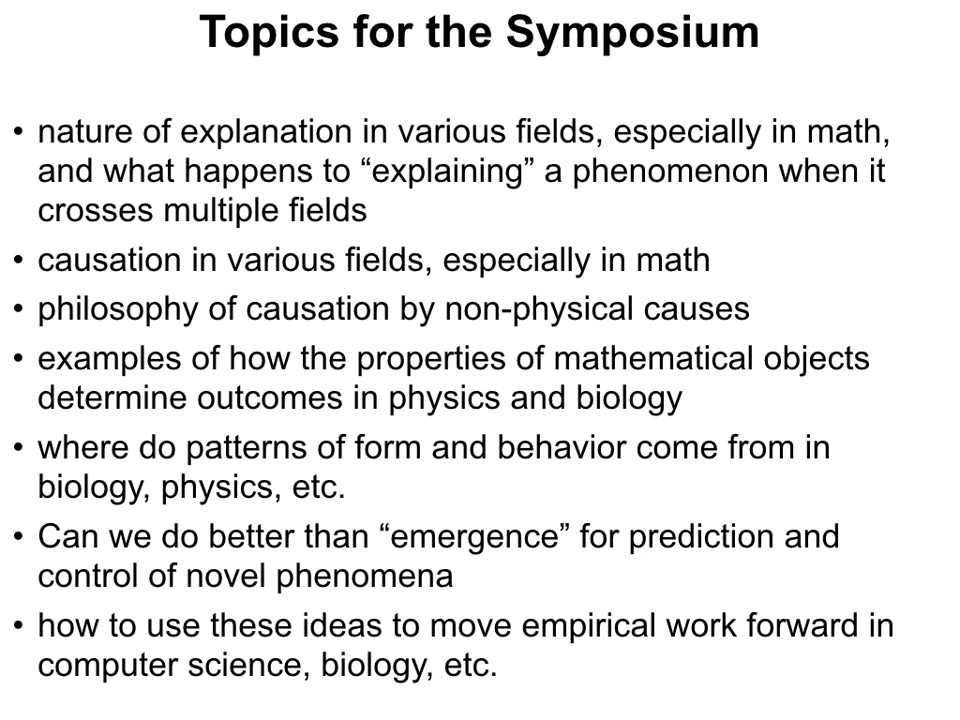 Topics for the Symposium
• nature of explanation in various fields, especially in math,
and what happens to “explaining” a phenomenon when it
crosses multiple fields
• causation in various fields, especially in math
• philosophy of causation by non-physical causes
• examples of how the properties of mathematical objects
determine outcomes in physics and biology
• where do patterns of form and behavior come from in
biology, physics, etc.
• Can we do better than “emergence” for prediction and
control of novel phenomena
• how to use these ideas to move empirical work forward in
computer science, biology, etc.